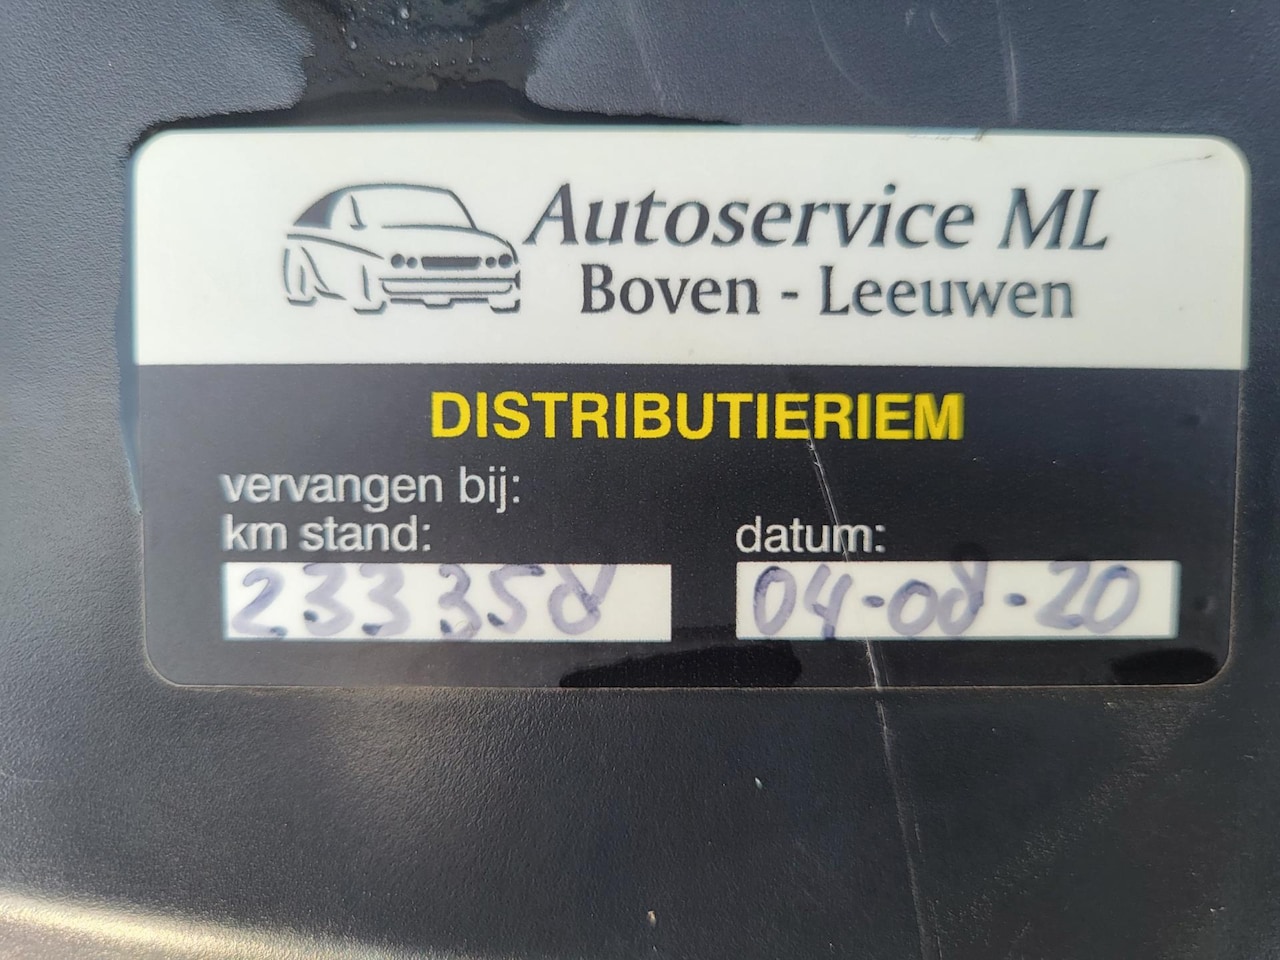 Autoservice ML
Boven - Leeuwen
DISTRIBUTIERIEM
vervangen bij:
km stand:
datum:
233358
04-08-20